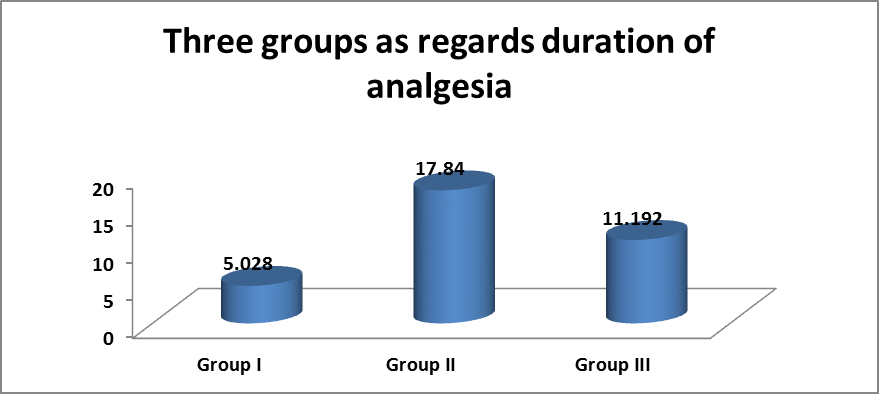 Three groups as regards duration of
analgesia
17.84
20
15
11.192
10
5.028
5
0
Group I
Group II
Group III